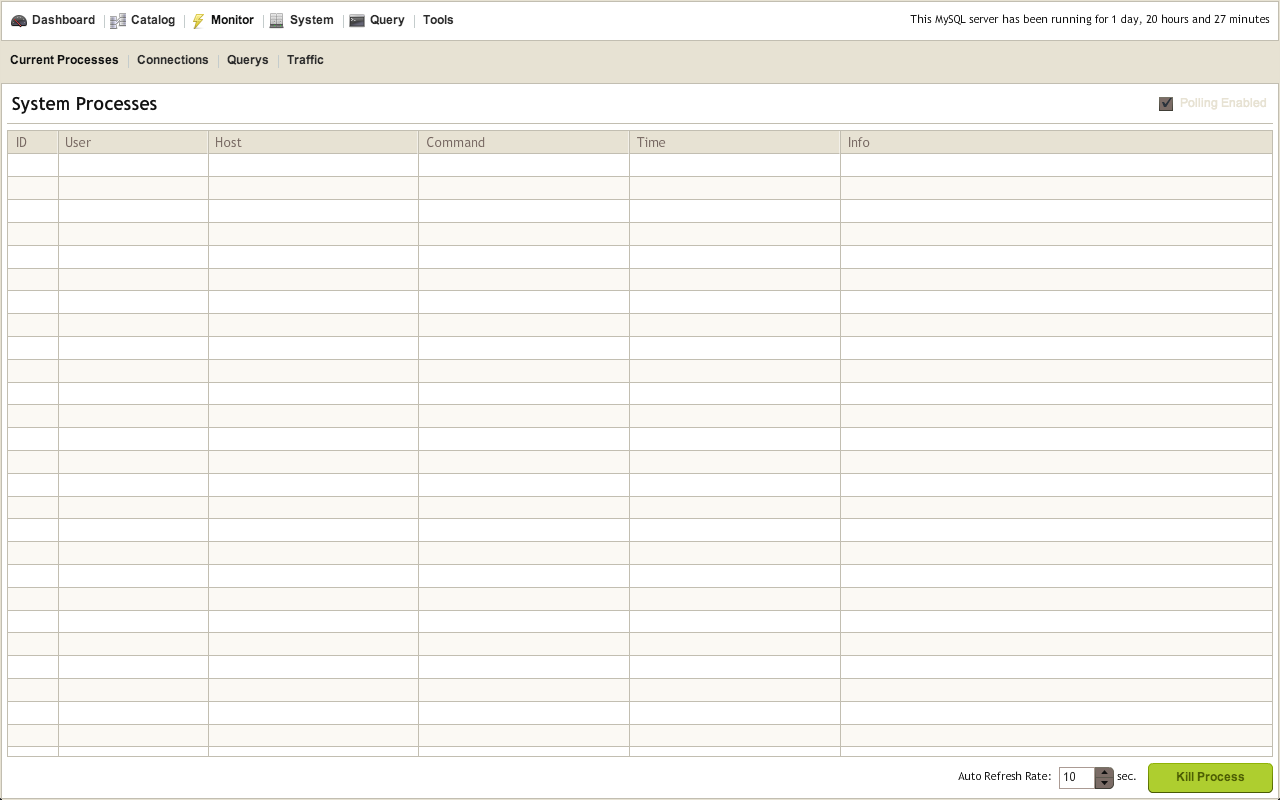 Dashboard Catalog Monitor System Query Tools This MySQL server has been running for 1 day, 20 hours and 27 minutes
Current Processes Connections Querys Traffic
System Processes Polling Enabled
ID User Host Command Time Info
Auto Refresh Rate: 10 sec. Kill Process